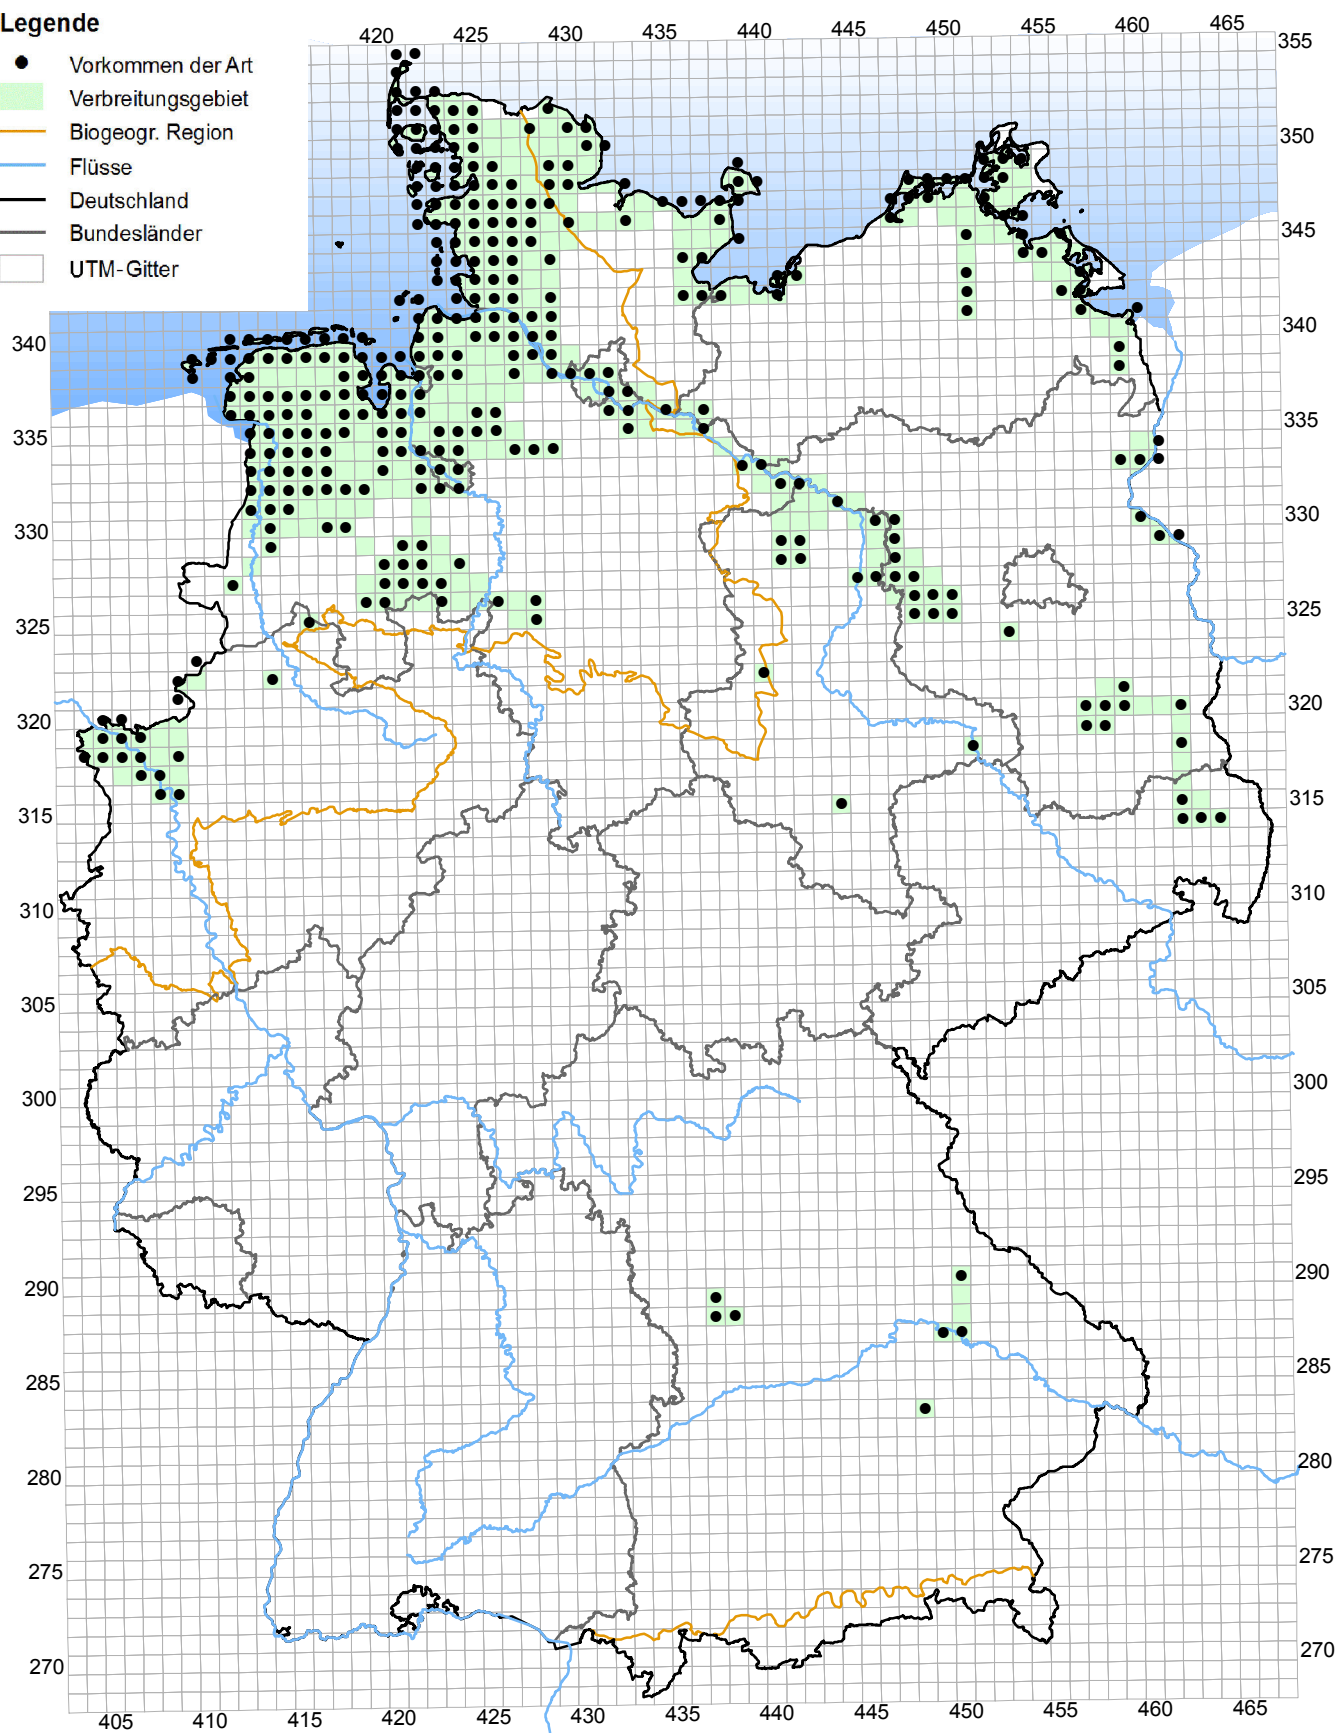 Legende
Vorkommen der Art
Verbreitungsgebiet
Biogeogr. Region
Flüsse
Deutschland
Bundesländer
UTM-Gitter
420 425 430 435 440 445 450 455 460 465
355
350
345
340 340
335 335
330 330
325 325
320 320
315 315
310 310
305 305
300 300
295 295
290 290
285 285
280 280
275 275
270 270
405 410 415 420 425 430 435 440 445 450 455 460 465